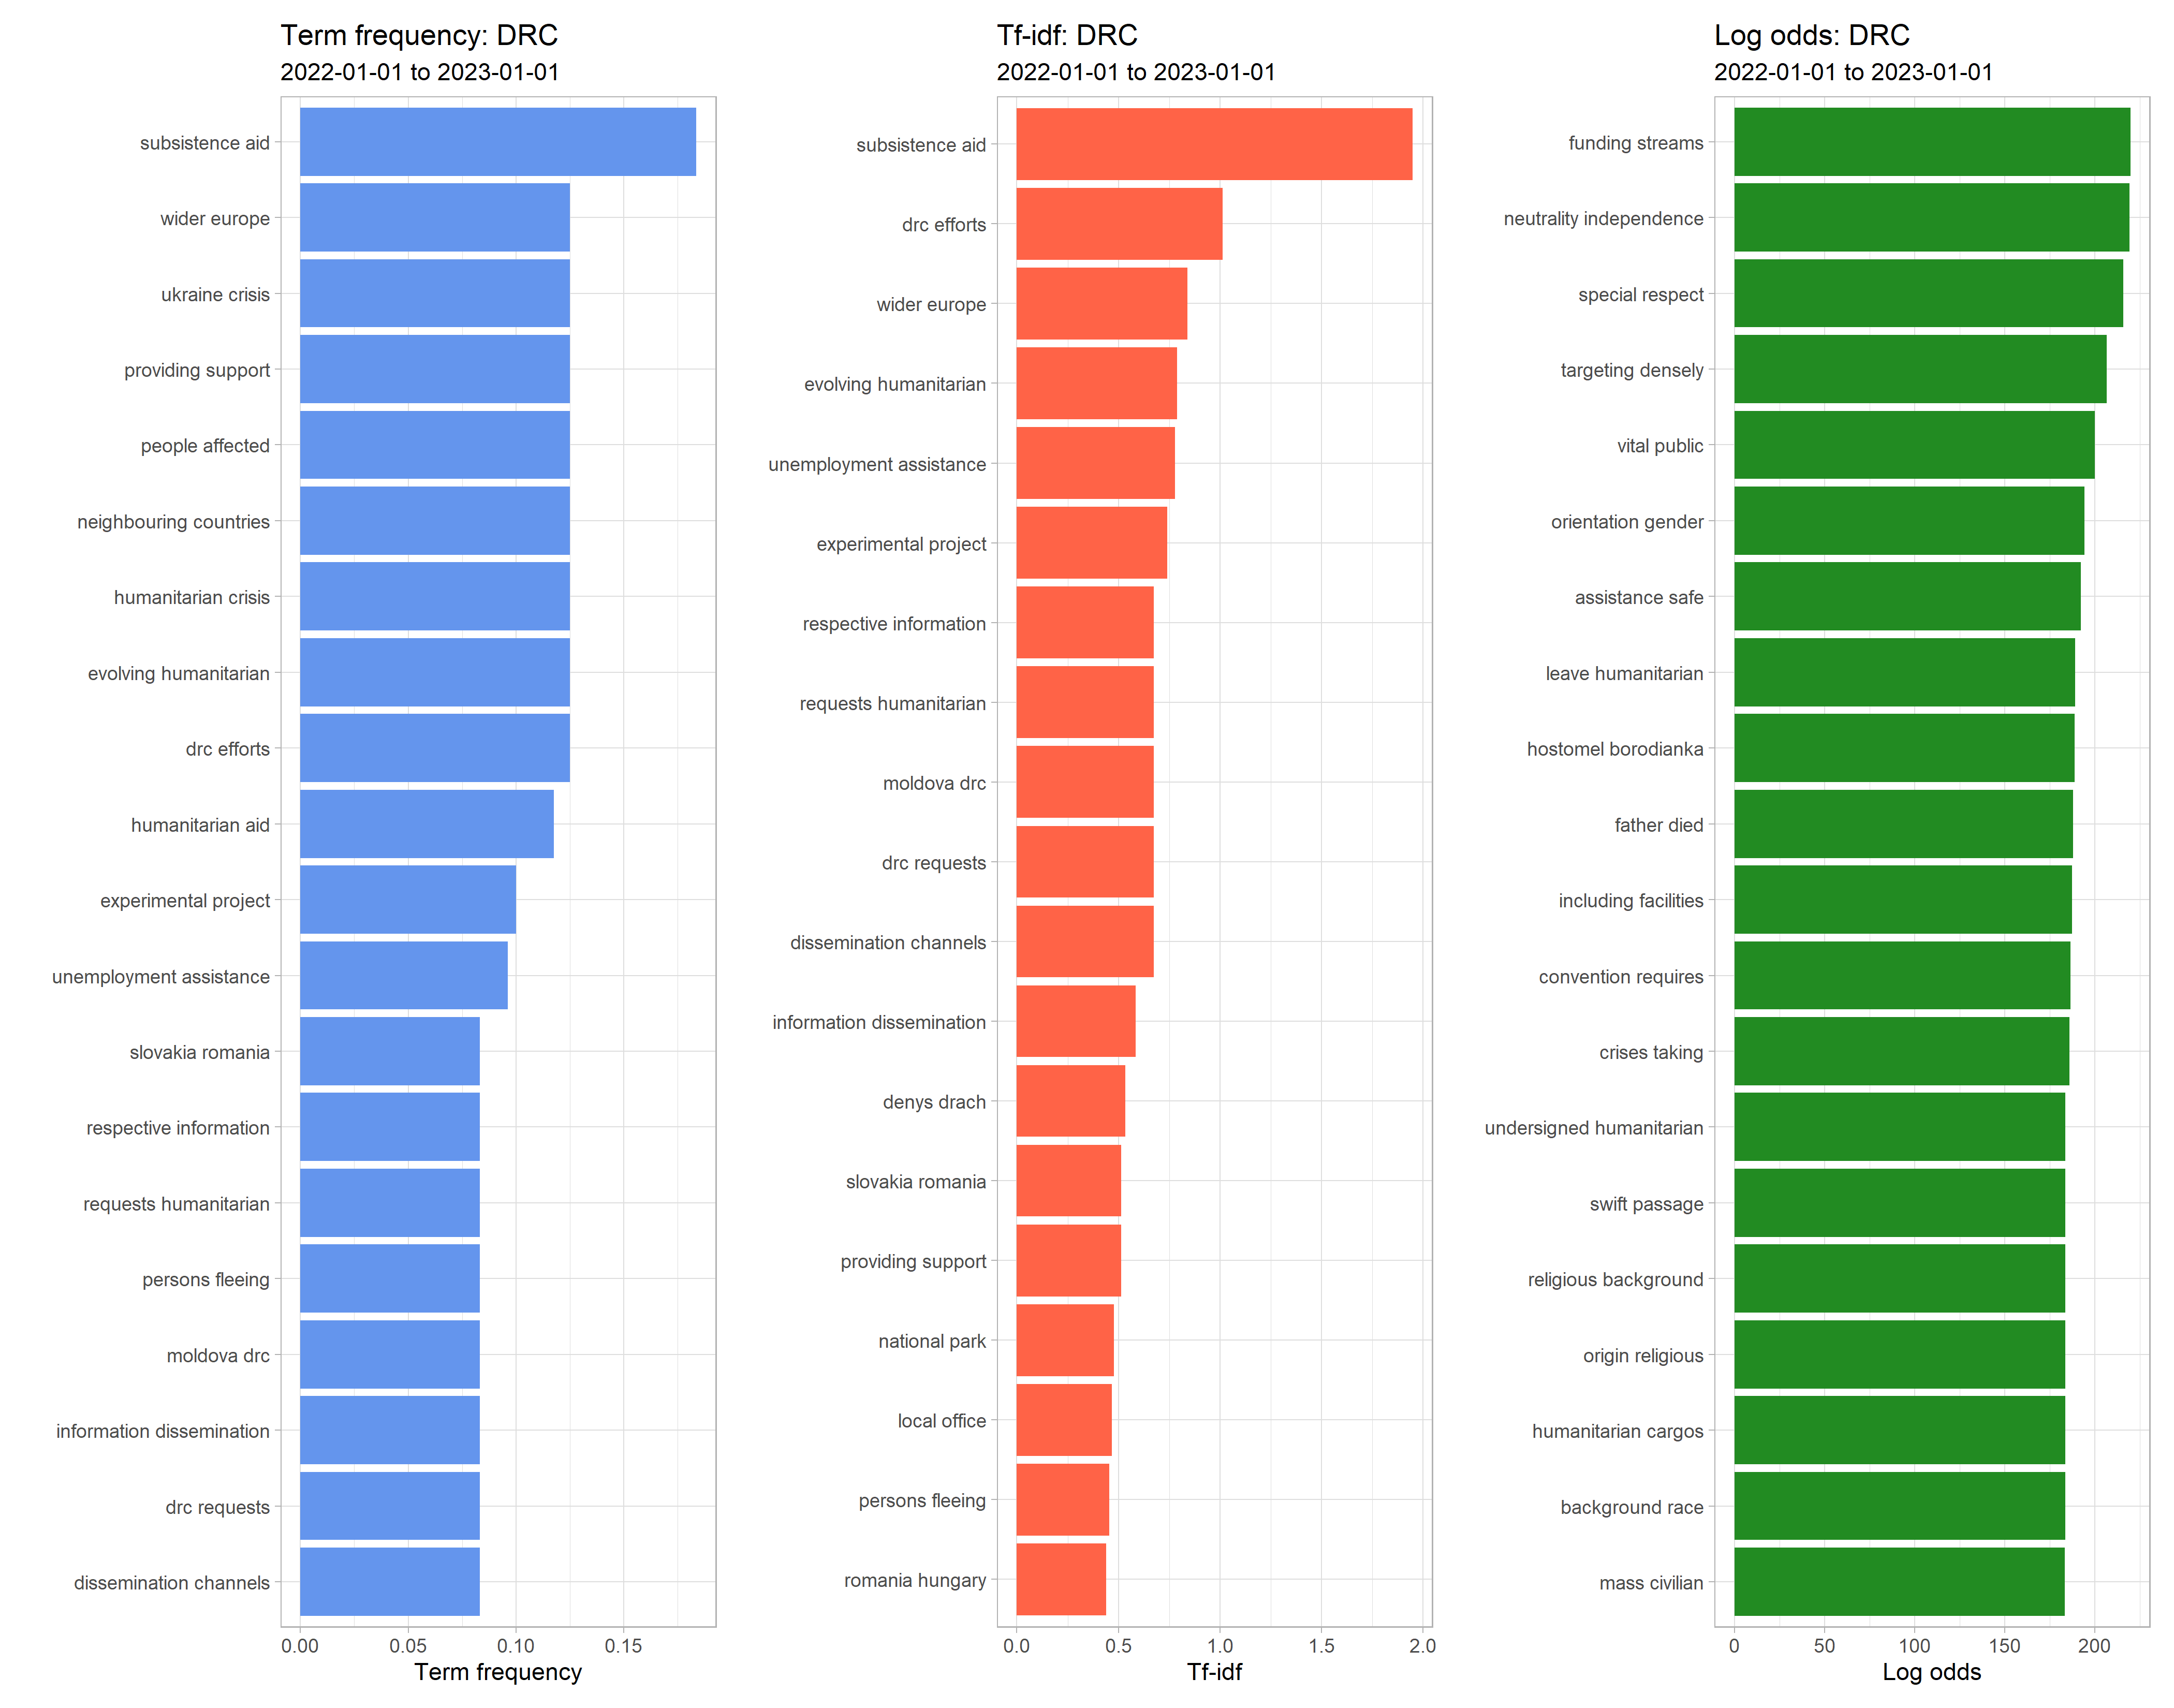 Term frequency: DRC
2022-01-01 to 2023-01-01
subsistence aid
wider europe
ukraine crisis
providing support
people affected
neighbouring countries
humanitarian crisis
evolving humanitarian
drc efforts
humanitarian aid
experimental project
unemployment assistance
slovakia romania
respective information
requests humanitarian
persons fleeing
moldova drc
information dissemination
drc requests
dissemination channels
0.00 0.05 0.10 0.15
Term frequency
Tf-idf: DRC
2022-01-01 to 2023-01-01
subsistence aid
drc efforts
wider europe
evolving humanitarian
unemployment assistance
experimental project
respective information
requests humanitarian
moldova drc
drc requests
dissemination channels
information dissemination
denys drach
slovakia romania
providing support
national park
local office
persons fleeing
romania hungary
0.0 0.5 1.0 1.5 2.0
Tf-idf
Log odds: DRC
2022-01-01 to 2023-01-01
funding streams
neutrality independence
special respect
targeting densely
vital public
orientation gender
assistance safe
leave humanitarian
hostomel borodianka
father died
including facilities
convention requires
crises taking
undersigned humanitarian
swift passage
religious background
origin religious
humanitarian cargos
background race
mass civilian
0 50 100 150 200
Log odds